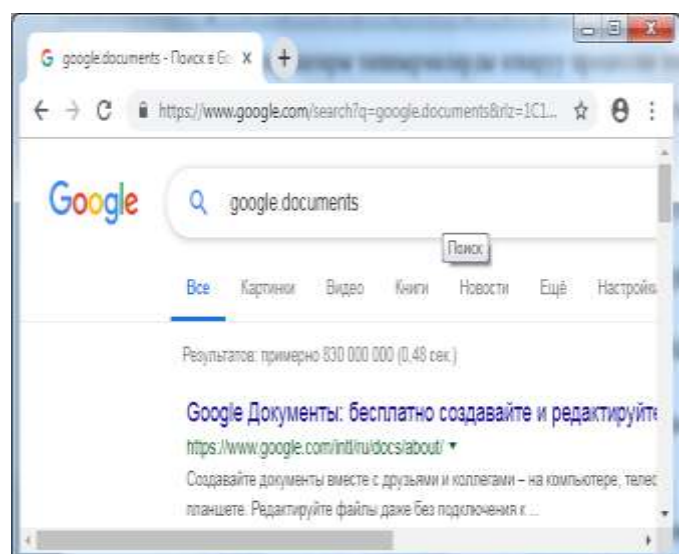 google.documents - Поиск в Go
https://www.google.com/search?q=google.documents&rlz=1C1...
Google
google.documents
Поиск
Все Картинки Видео Книги Новости Ещё Настройк
Результатов: примерно 830 000 000 (0,48 сек.)
Google Документы: бесплатно создавайте и редактируйте
https://www.google.com/intl/ru/docs/about/
Создавайте документы вместе с друзьями и коллегами – на компьютере, телес
планшете. Редактируйте файлы даже без подключения к ...